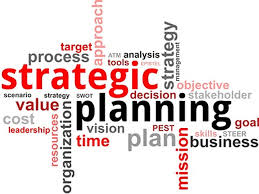 target
approach
strategy
process
ATM
analysis
management
tools
EPISTEL
decision
stakeholder
strategic
objective
scenario
strategy
SWOT
value
planning
goal
cost
organization
vision
plan
PEST
skills
STEER
leadership
resources
time
mission
business